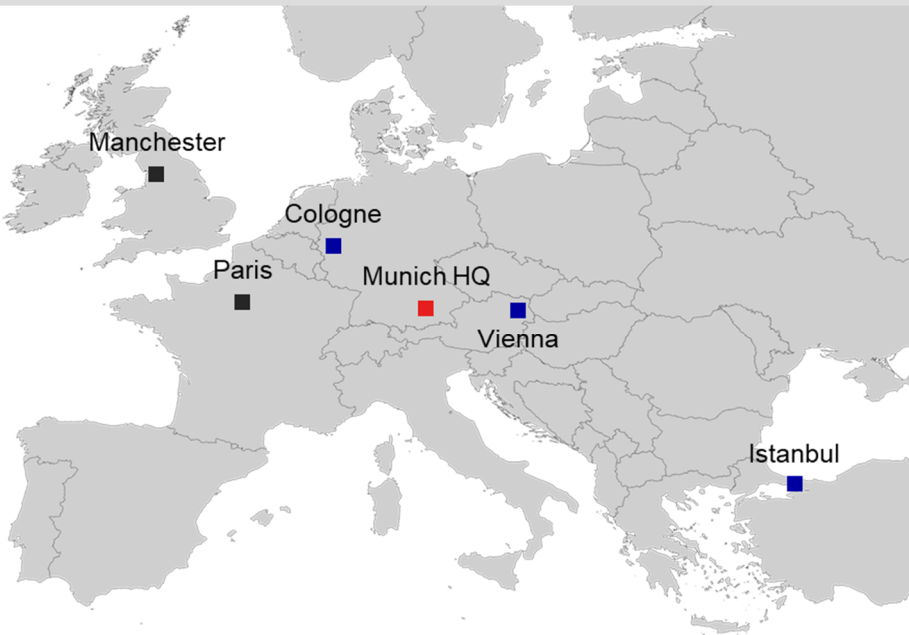 Manchester
Cologne
Paris
Munich HQ
Vienna
Istanbul